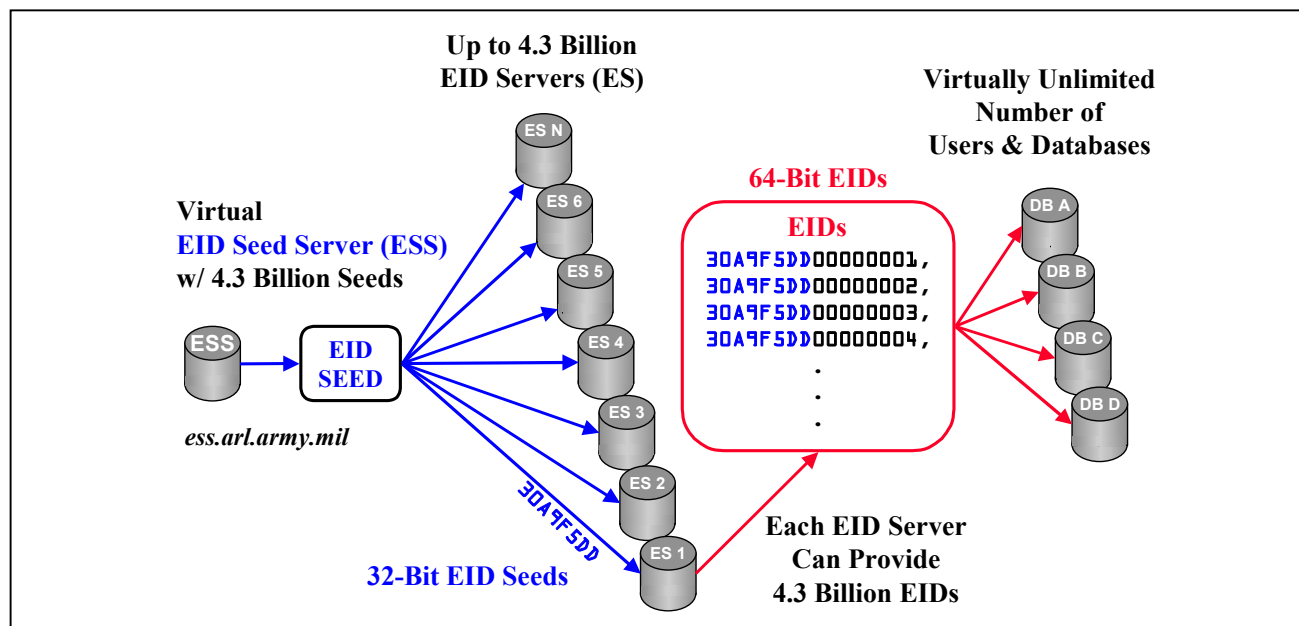 Up to 4.3 Billion
EID Servers (ES)
Virtually Unlimited
Number of
Users & Databases
ES N
ES 6
ES 5
ES 4
ES 3
ES 2
ES 1
Virtual
EID Seed Server (ESS)
w/ 4.3 Billion Seeds
ESS
EID
SEED
ess.arl.army.mil
30A9F5DD
32-Bit EID Seeds
64-Bit EIDs
EIDs
30A9F5DD00000001,
30A9F5DD00000002,
30A9F5DD00000003,
30A9F5DD00000004,
.
.
.
Each EID Server
Can Provide
4.3 Billion EIDs
DB A
DB B
DB C
DB D